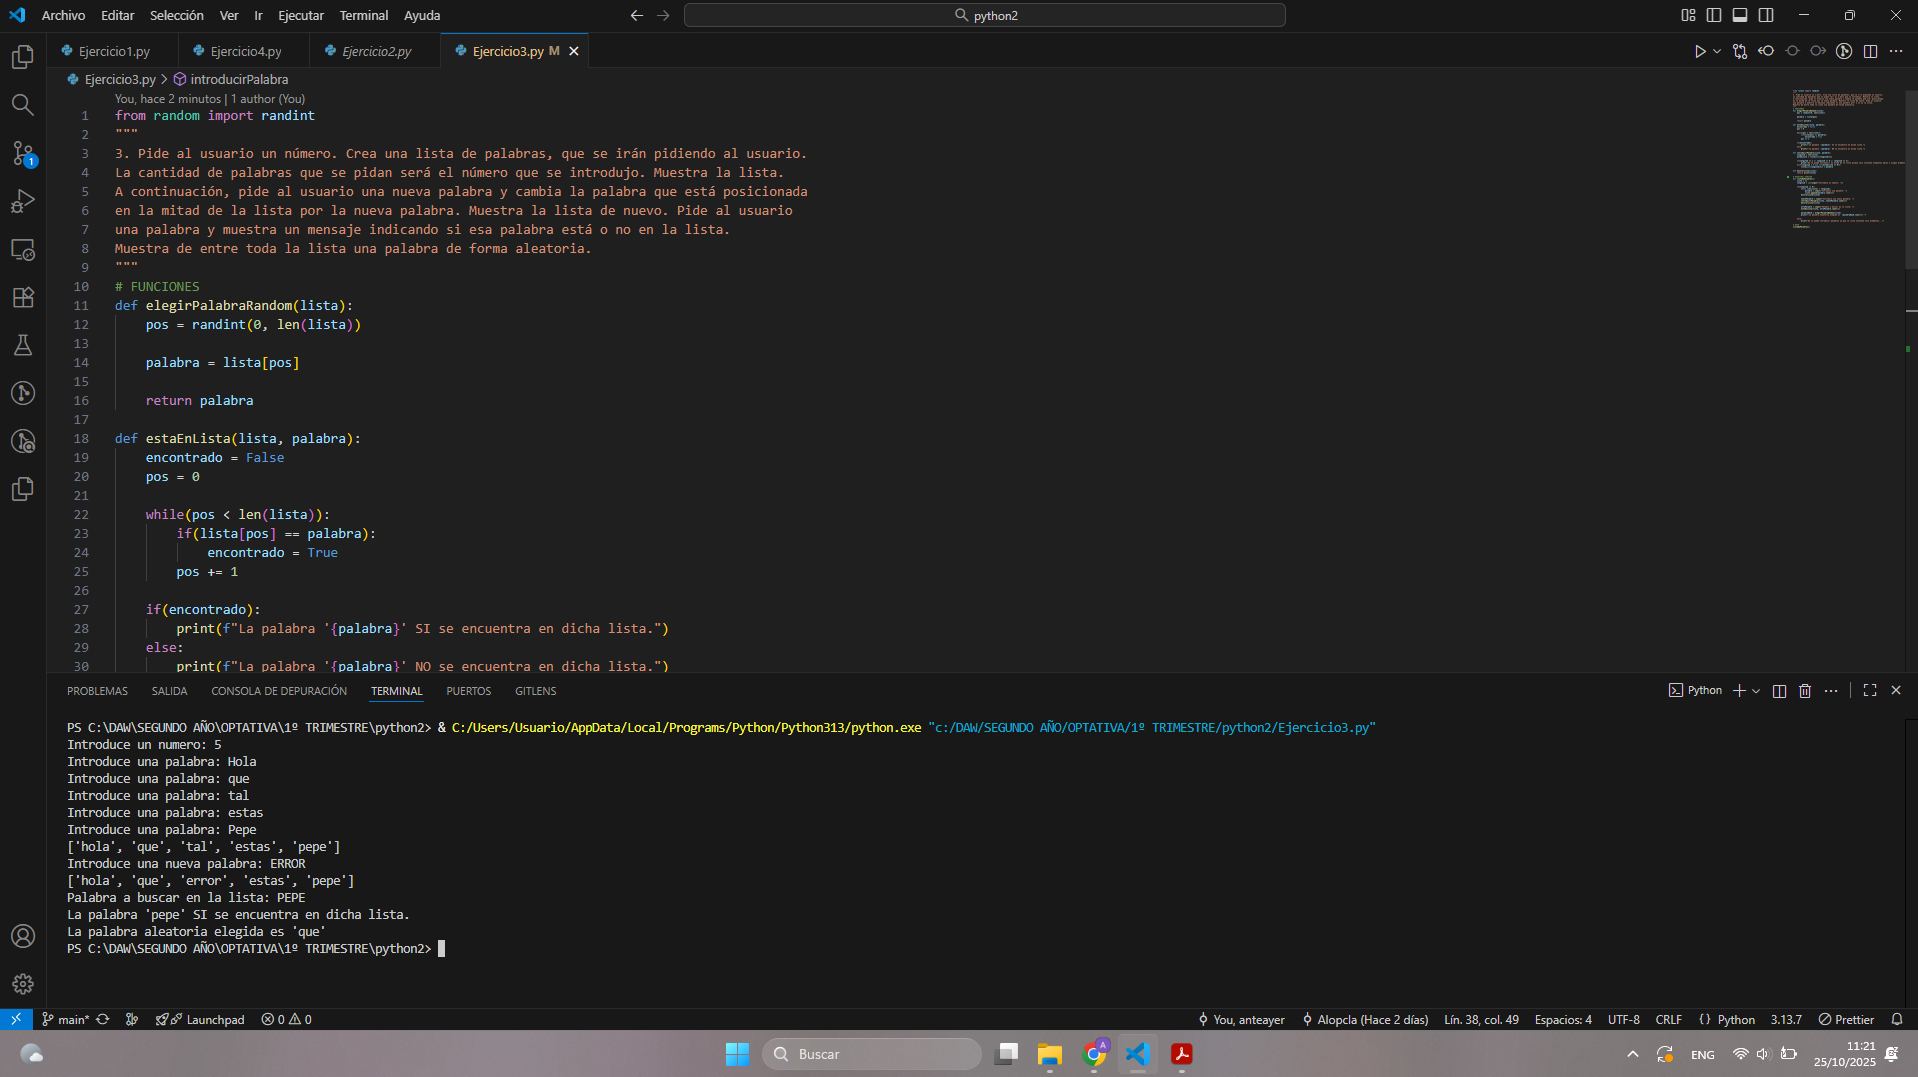 Archivo Editar Selección Ver Ir Ejecutar Terminal Ayuda
python2
Ejercicio1.py Ejercicio4.py Ejercicio2.py Ejercicio3.py M
Ejercicio3.py > introducirPalabra
You, hace 2 minutos | 1 author (You)
1 from random import randint
2 """
3 3. Pide al usuario un número. Crea una lista de palabras, que se irán pidiendo al usuario.
4 La cantidad de palabras que se pidan será el número que se introdujo. Muestra la lista.
5 A continuación, pide al usuario una nueva palabra y cambia la palabra que está posicionada
6 en la mitad de la lista por la nueva palabra. Muestra la lista de nuevo. Pide al usuario
7 una palabra y muestra un mensaje indicando si esa palabra está o no en la lista.
8 Muestra de entre toda la lista una palabra de forma aleatoria.
9 """
10 # FUNCIONES
11 def elegirPalabraRandom(lista):
12 pos = randint(0, len(lista))
13
14 palabra = lista[pos]
15
16 return palabra
17
18 def estaEnLista(lista, palabra):
19 encontrado = False
20 pos = 0
21
22 while(pos < len(lista)):
23 if(lista[pos] == palabra):
24 encontrado = True
25 pos += 1
26
27 if(encontrado):
28 print(f"La palabra '{palabra}' SI se encuentra en dicha lista.")
29 else:
30 print(f"La palabra '{palabra}' NO se encuentra en dicha lista.")
PROBLEMAS SALIDA CONSOLA DE DEPURACIÓN TERMINAL PUERTOS GITLENS
Python
PS C:\DAW\SEGUNDO AÑO\OPTATIVA\1º TRIMESTRE\python2> & C:/Users/Usuario/AppData/Local/Programs/Python/Python313/python.exe "c:/DAW/SEGUNDO AÑO/OPTATIVA/1º TRIMESTRE/python2/Ejercicio3.py"
Introduce un numero: 5
Introduce una palabra: Hola
Introduce una palabra: que
Introduce una palabra: tal
Introduce una palabra: estas
Introduce una palabra: Pepe
['hola', 'que', 'tal', 'estas', 'pepe']
Introduce una nueva palabra: ERROR
['hola', 'que', 'error', 'estas', 'pepe']
Palabra a buscar en la lista: PEPE
La palabra 'pepe' SI se encuentra en dicha lista.
La palabra aleatoria elegida es 'que'
PS C:\DAW\SEGUNDO AÑO\OPTATIVA\1º TRIMESTRE\python2>
1
main* Launchpad 0 0 You, anteayer Alopcla (Hace 2 días) Lín. 38, col. 49 Espacios: 4 UTF-8 CRLF {} Python 3.13.7 Prettier
Buscar
A
ENG
11:21
25/10/2025